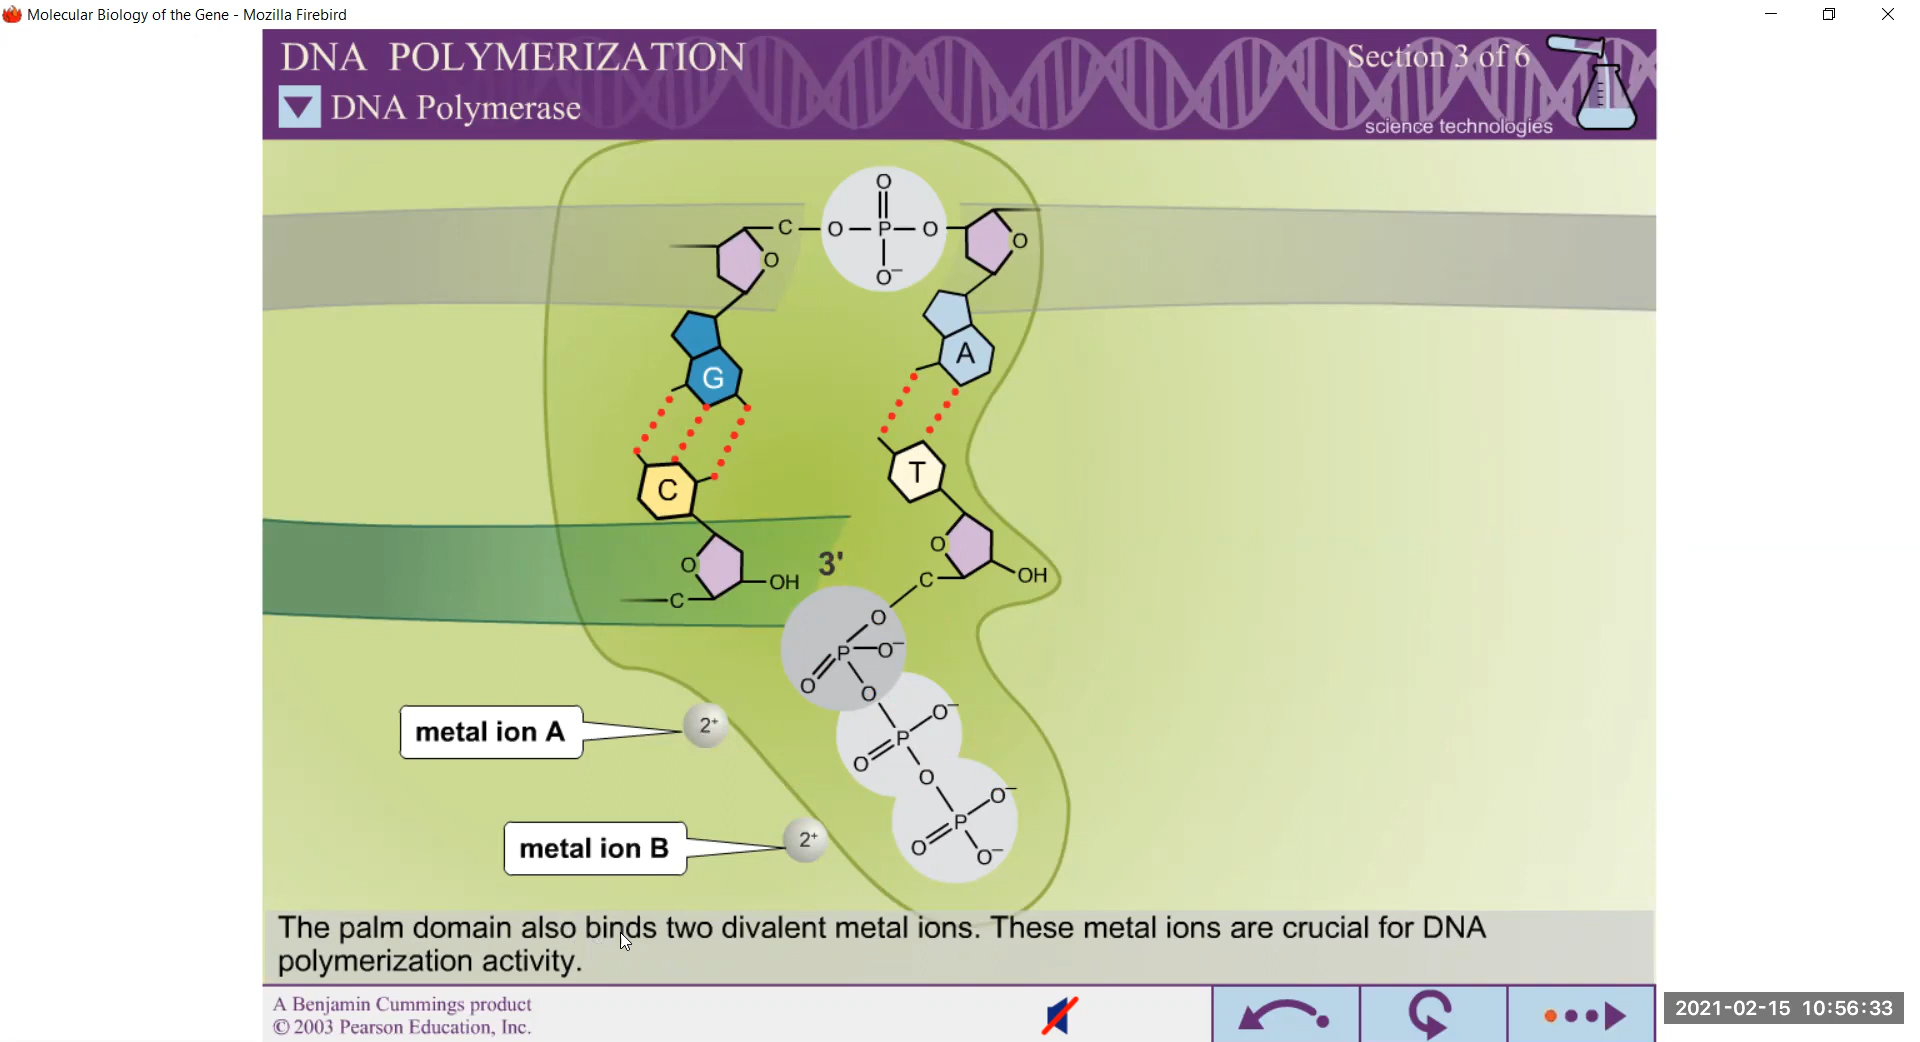 Molecular Biology of the Gene - Mozilla Firebird
DNA POLYMERIZATION
Section 3 of 6
DNA Polymerase
science technologies
O
C O P O
O
O
O⁻
G
A
C
T
O
OH
C
3'
O
C
OH
O
P O⁻
O
O
O⁻
P
O
O
O⁻
P
O
O⁻
metal ion A
2⁺
metal ion B
2⁺
The palm domain also binds two divalent metal ions. These metal ions are crucial for DNA
polymerization activity.
A Benjamin Cummings product
© 2003 Pearson Education, Inc.
2021-02-15 10:56:33